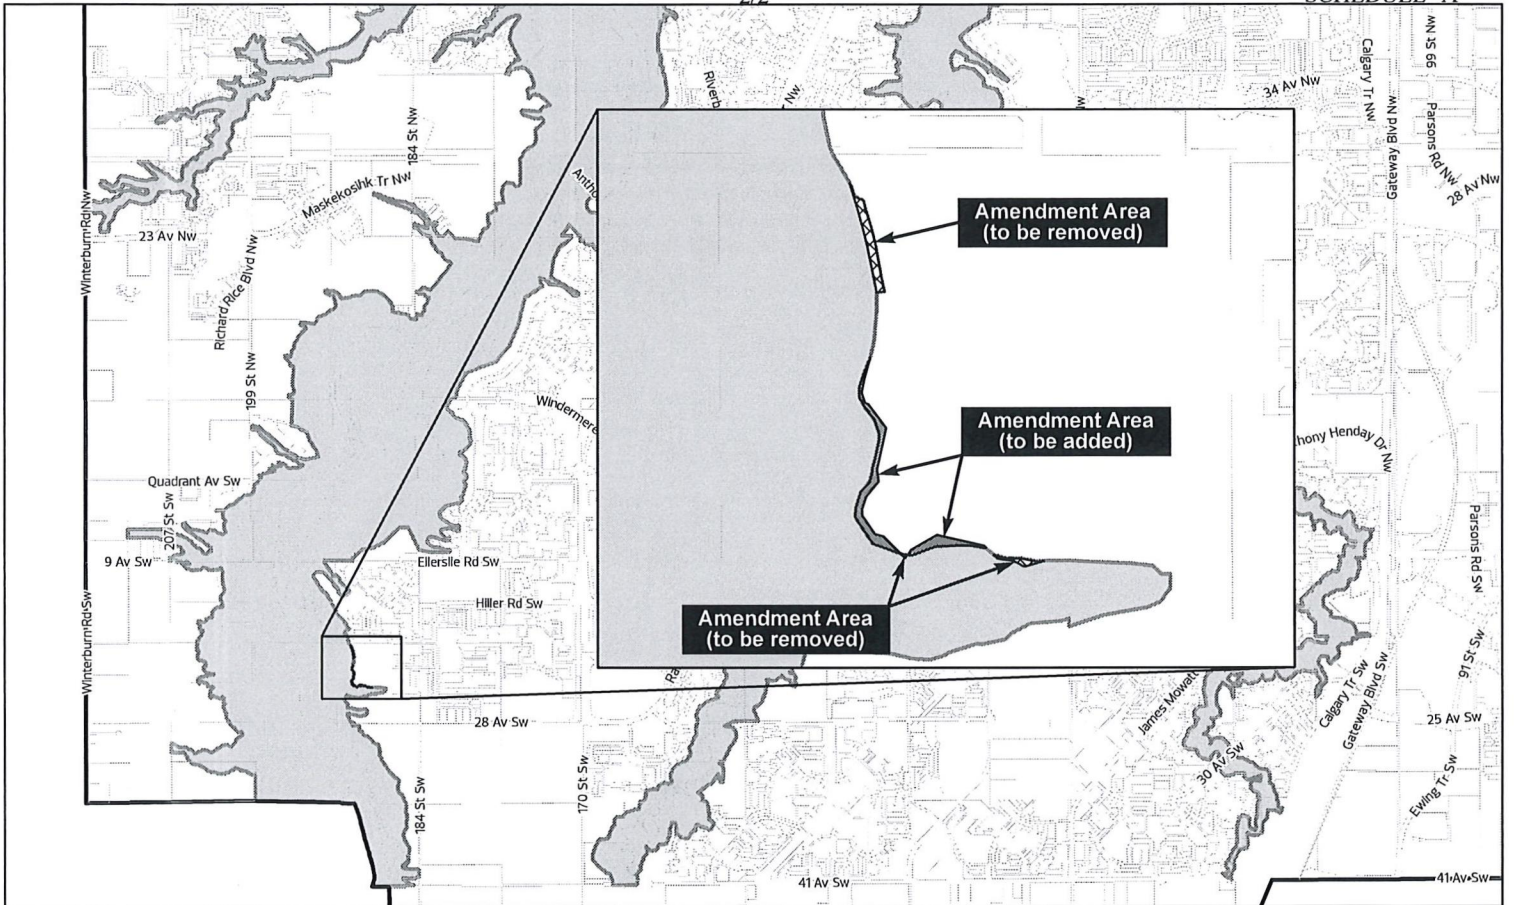 184 St Nw
Maskekosihk Tr Nw
Winterburn Rd Nw
23 Av Nw
Richard Rice Blvd Nw
199 St Nw
Quadrant Av Sw
207 St Sw
9 Av Sw
Winterburn Rd Sw
Ellerslie Rd Sw
Hiller Rd Sw
28 Av Sw
184 St Sw
170 St Sw
41 Av Sw
Windermere
Amendment Area
(to be removed)
Amendment Area
(to be added)
Amendment Area
(to be removed)
34 Av Nw
Calgary Tr Nw
66 St Nw
Gateway Blvd Nw
Parsons Rd Nw
28 Av Nw
hony Henday Dr Nw
Parsons Rd Sw
91 St Sw
James Mowatt
Calgary Tr Sw
Gateway Blvd Sw
25 Av Sw
30 Av Sw
Ewing Tr Sw
41 Av Sw